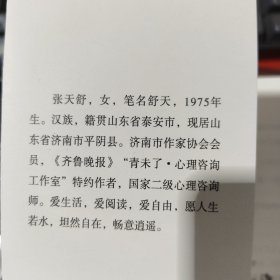 张天舒，女，笔名舒天，1975年
生。汉族，籍贯山东省泰安市，现居山
东省济南市平阴县。济南市作家协会会
员，《齐鲁晚报》“青未了·心理咨询
工作室”特约作者，国家二级心理咨询
师。爱生活，爱阅读，爱自由，愿人生
若水，坦然自在，畅意逍遥。